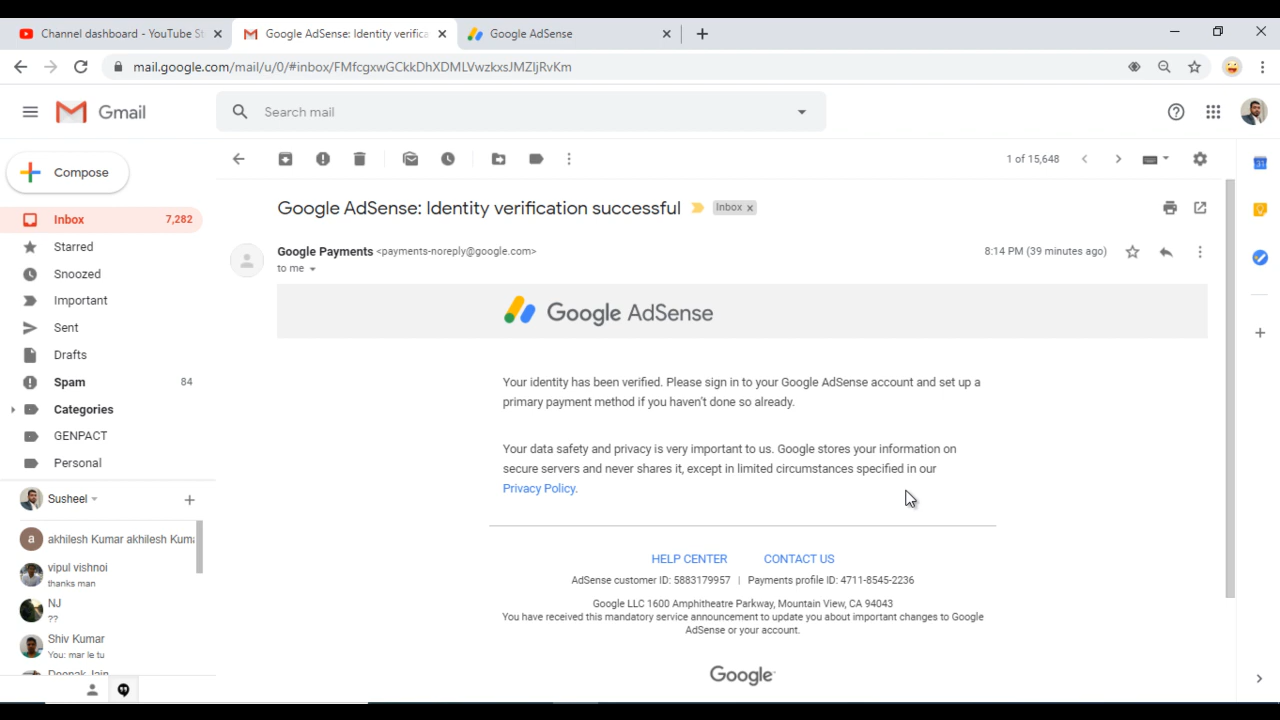 Channel dashboard - YouTube St
Google AdSense: Identity verifica
Google AdSense
mail.google.com/mail/u/0/#inbox/FMfcgxwGCkkDhXDMLVwzkxsJMZljRvKm
Gmail
Search mail
Compose
1 of 15,648
31
Inbox 7,282
Starred
Snoozed
Important
Sent
Drafts
Spam 84
Categories
GENPACT
Personal
Susheel
a
akhilesh Kumar akhilesh Kum
vipul vishnoi
thanks man
NJ
??
Shiv Kumar
You: mar le tu
Deepak Jain
Google AdSense: Identity verification successful
Inbox x
Google Payments <payments-noreply@google.com>
8:14 PM (39 minutes ago)
to me
Google AdSense
Your identity has been verified. Please sign in to your Google AdSense account and set up a
primary payment method if you haven't done so already.
Your data safety and privacy is very important to us. Google stores your information on
secure servers and never shares it, except in limited circumstances specified in our
Privacy Policy.
HELP CENTER CONTACT US
AdSense customer ID: 5883179957 | Payments profile ID: 4711-8545-2236
Google LLC 1600 Amphitheatre Parkway, Mountain View, CA 94043
You have received this mandatory service announcement to update you about important changes to Google
AdSense or your account.
Google